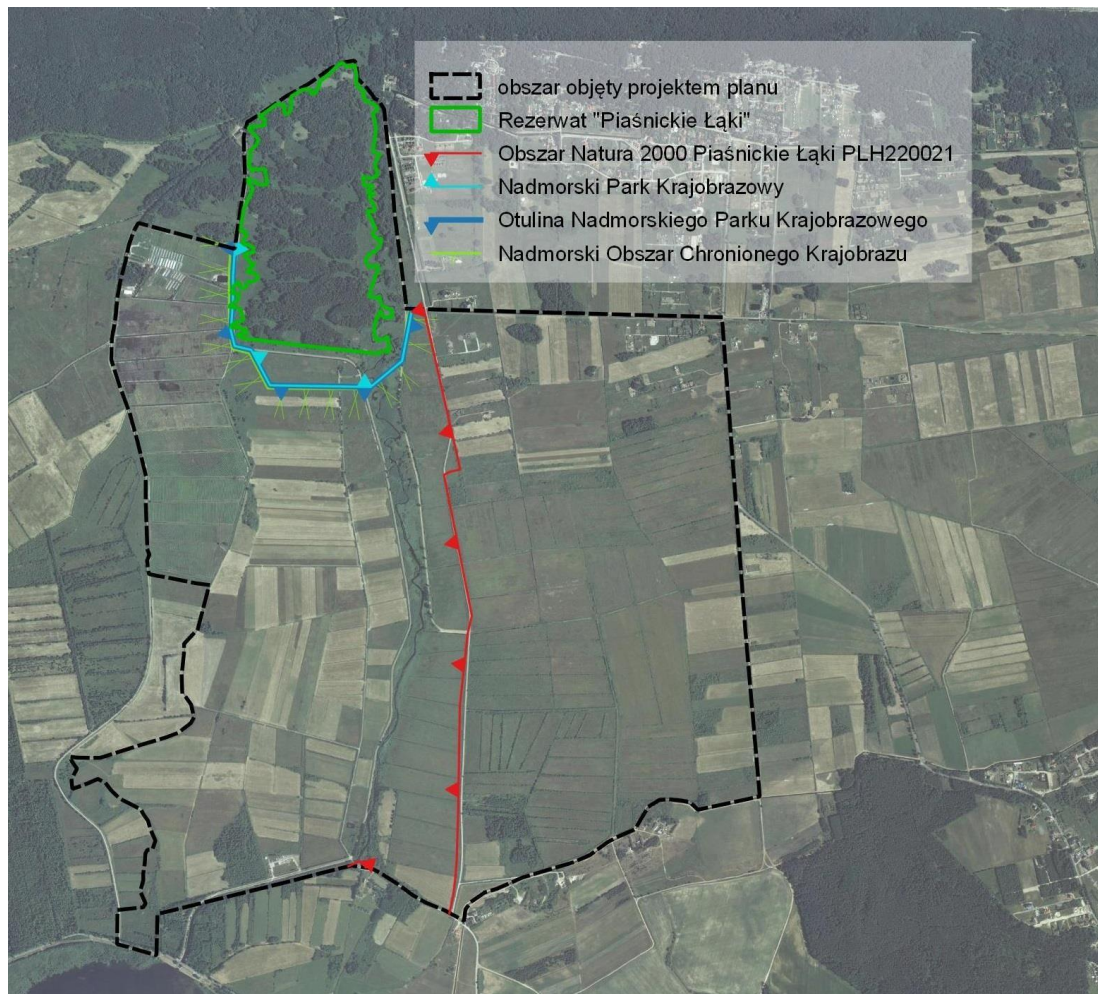 obszar objęty projektem planu
Rezerwat "Piaśnickie Łąki"
Obszar Natura 2000 Piaśnickie Łąki PLH220021
Nadmorski Park Krajobrazowy
Otulina Nadmorskiego Parku Krajobrazowego
Nadmorski Obszar Chronionego Krajobrazu